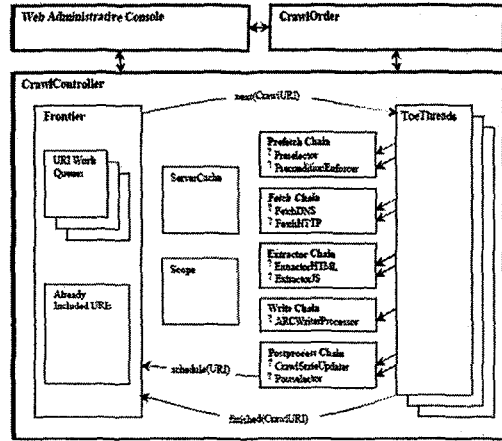 Web Administrative Console
CrawlOrder
CrawlController
Frontier
next(CrawlURI)
ToeThreads
URI Work
Queues
ServerCache
Prefetch Chain
? Preselector
? PreconditionEnforcer
Fetch Chain
? FetchDNS
? FetchHTTP
Scope
Extractor Chain
? ExtractorHTML
? ExtractorJS
Already
Included URIs
Write Chain
? ARCWriterProcessor
Postprocess Chain
? CrawlStateUpdater
? Postselector
schedule(URI)
finished(CrawlURI)